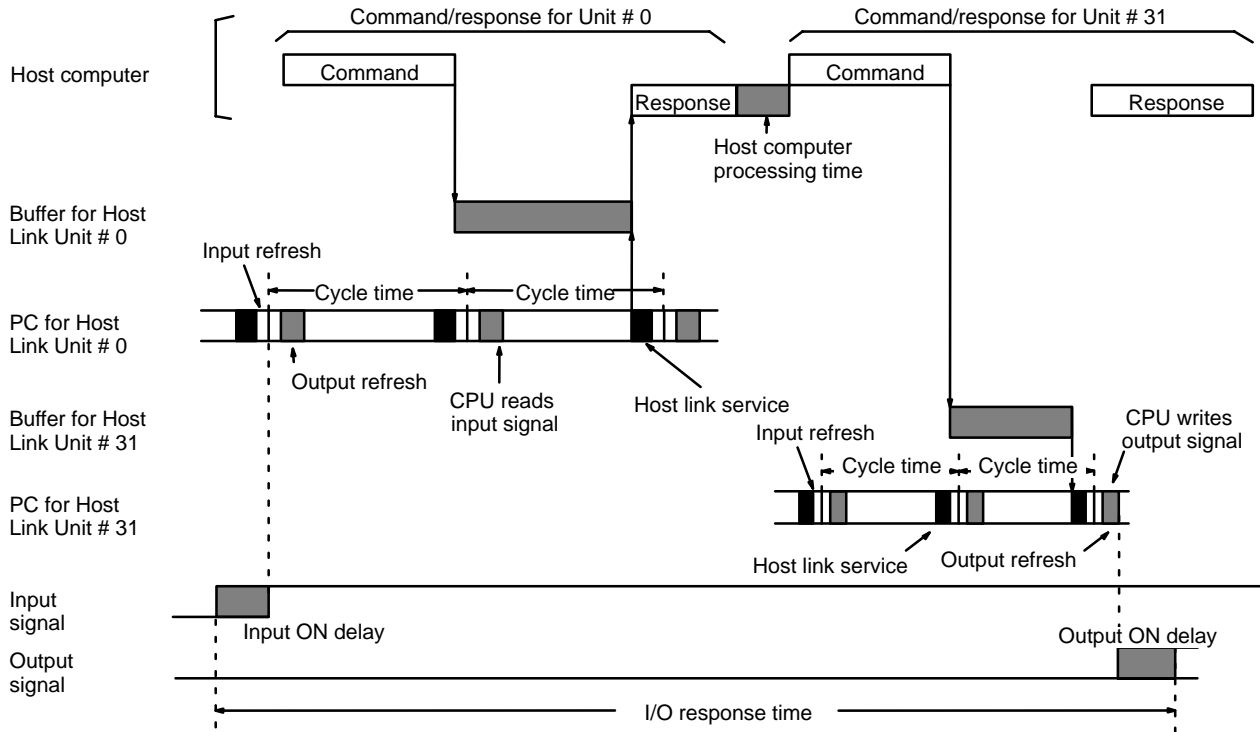 Command/response for Unit # 0
Command/response for Unit # 31
Host computer
Command
Command
Response
Response
Host computer
processing time
Buffer for Host
Link Unit # 0
Input refresh
Cycle time
Cycle time
PC for Host
Link Unit # 0
Output refresh
CPU reads
input signal
Host link service
Buffer for Host
Link Unit # 31
Input refresh
CPU writes
output signal
Cycle time
Cycle time
PC for Host
Link Unit # 31
Host link service
Output refresh
Input
signal
Input ON delay
Output ON delay
Output
signal
I/O response time